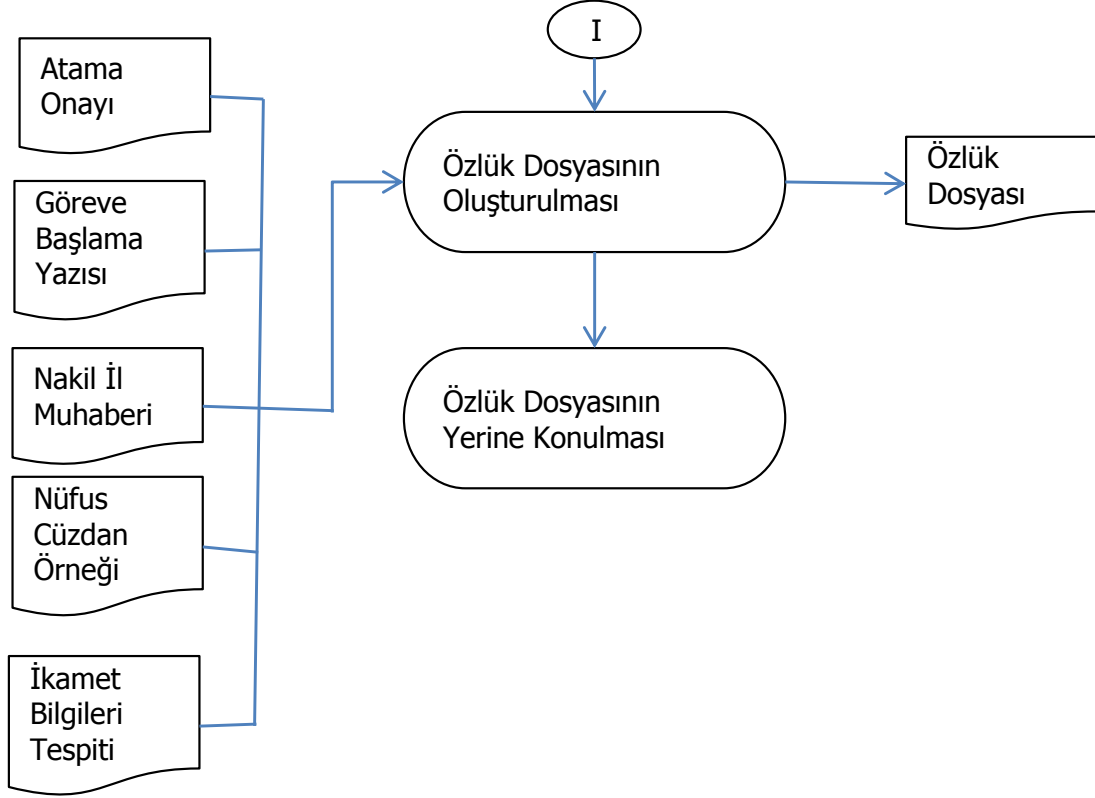 I
Atama
Onayı
Özlük Dosyasının
Oluşturulması
Özlük
Dosyası
Göreve
Başlama
Yazısı
Nakil İl
Muhaberi
Özlük Dosyasının
Yerine Konulması
Nüfus
Cüzdan
Örneği
İkamet
Bilgileri
Tespiti